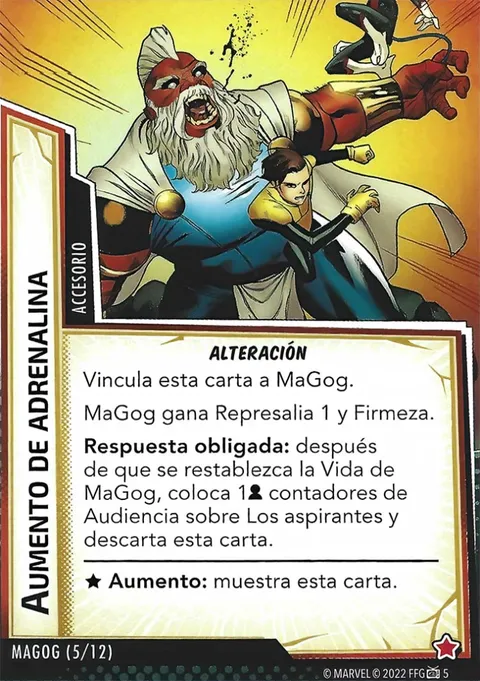 ACCESORIO
AUMENTO DE ADRENALINA
ALTERACIÓN
Vincula esta carta a MaGog.
MaGog gana Represalia 1 y Firmeza.
Respuesta obligada: después
de que se restablezca la Vida de
MaGog, coloca 1 contadores de
Audiencia sobre Los aspirantes y
descarta esta carta.
★ Aumento: muestra esta carta.
MAGOG (5/12)
© MARVEL © 2022 FFG 5